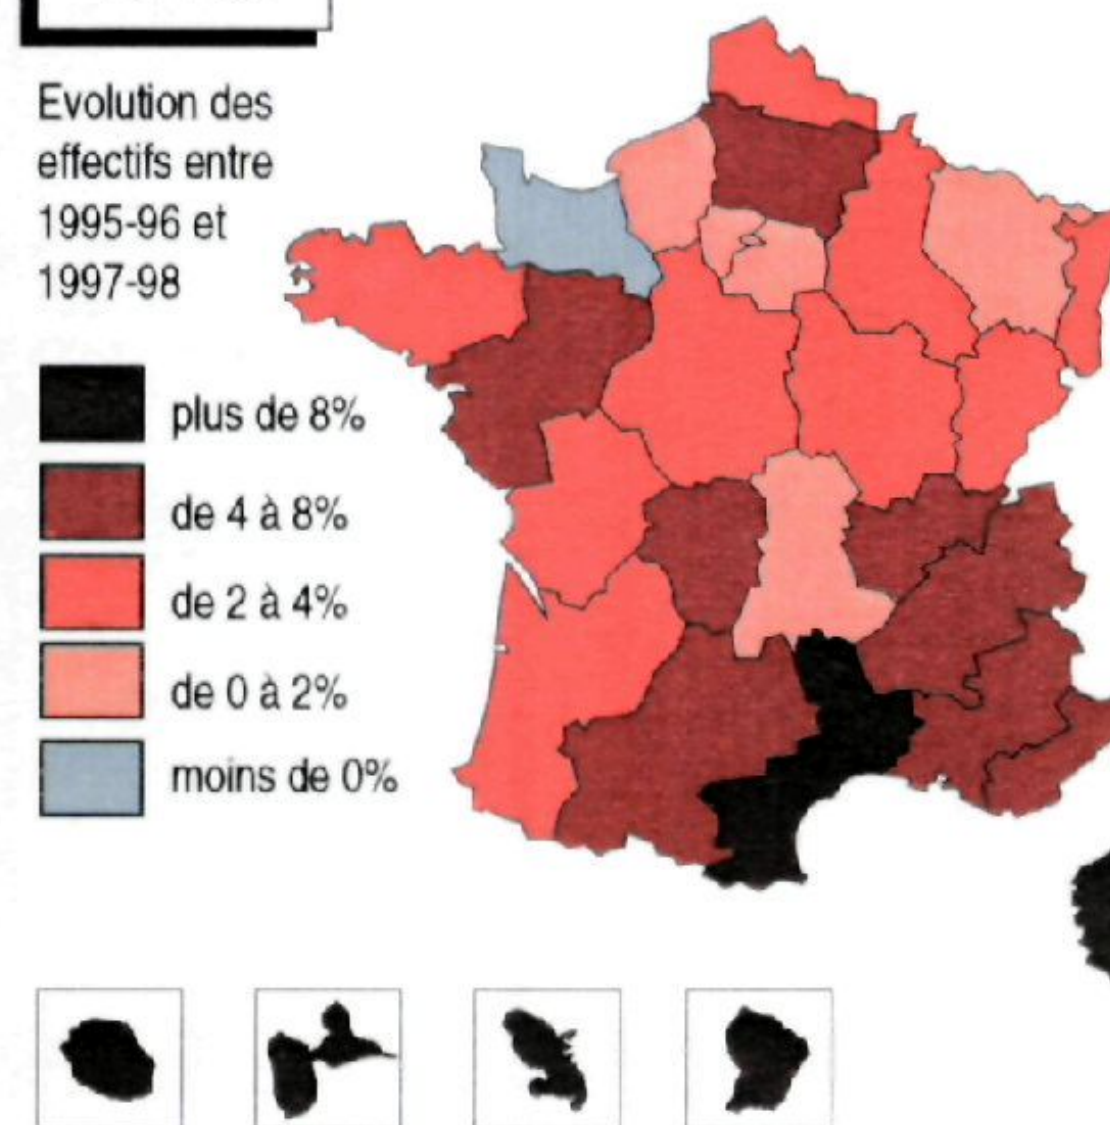 Evolution des
effectifs entre
1995-96 et
1997-98
plus de 8%
de 4 à 8%
de 2 à 4%
de 0 à 2%
moins de 0%